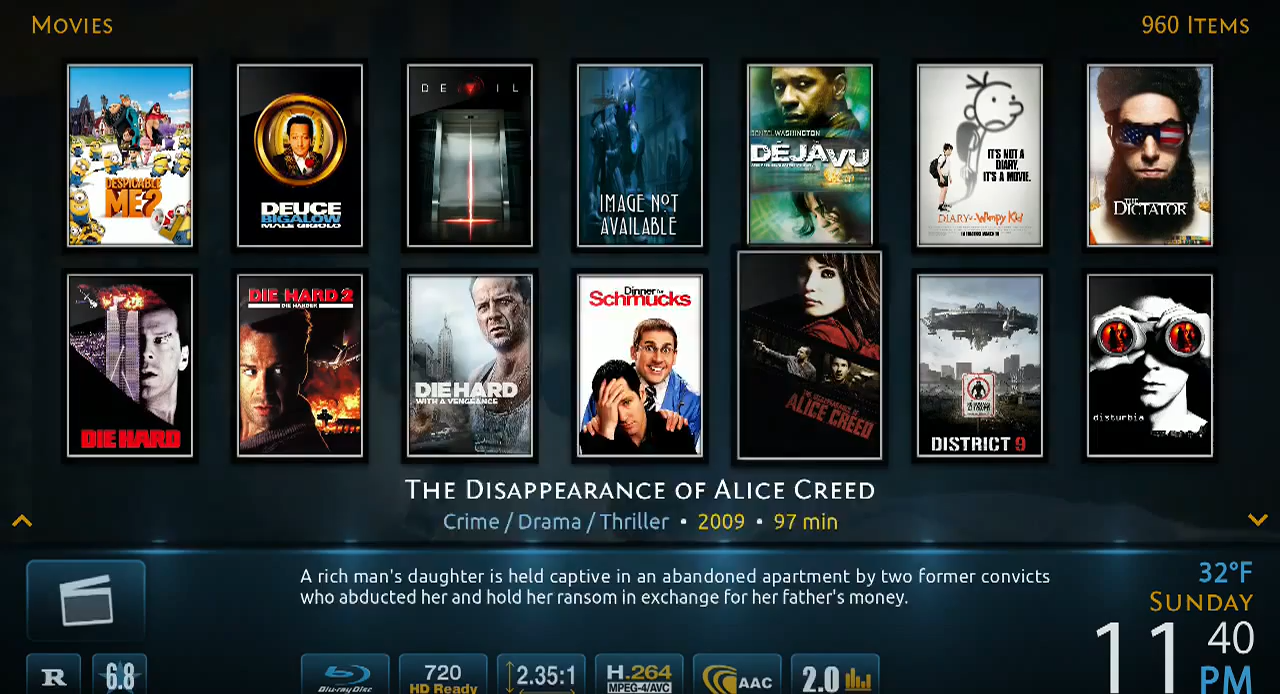 MOVIES
960 ITEMS
DESPICABLE
ME2
DEUCE
BIGALOW
MALE GIGOLO
DEVIL
IMAGE NOT
AVAILABLE
DENZEL WASHINGTON
DÉJÀ VU
IT'S NOT A
DIARY,
IT'S A MOVIE.
DIARY of a Wimpy Kid
THE
DICTATOR
DIE HARD
DIE HARD 2
DIE HARDER
DIE HARD
WITH A VENGEANCE
Dinner for
Schmucks
THE DISAPPEARANCE OF
ALICE CREED
DISTRICT 9
disturbia
THE DISAPPEARANCE OF ALICE CREED
Crime / Drama / Thriller • 2009 • 97 min
A rich man's daughter is held captive in an abandoned apartment by two former convicts
who abducted her and hold her ransom in exchange for her father's money.
32°F
SUNDAY
11 40
PM
R
6.8
Blu-ray Disc
720
HD Ready
2.35:1
H.264
MPEG-4/AVC
AAC
2.0